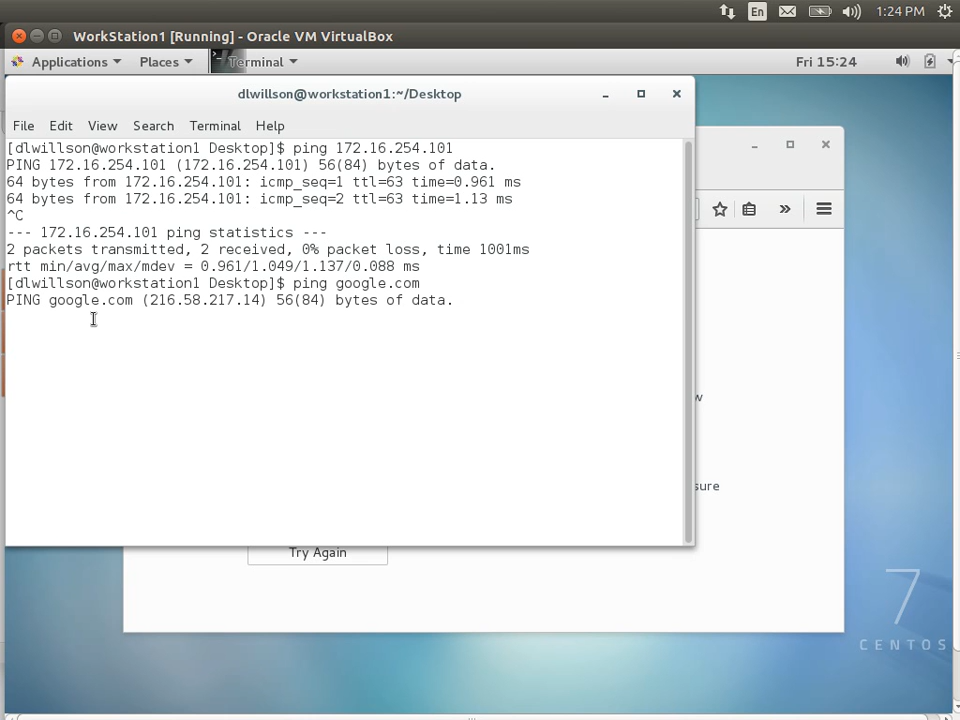 En
1:24 PM
WorkStation1 [Running] - Oracle VM VirtualBox
Applications
Places
Terminal
Fri 15:24
dlwillson@workstation1:~/Desktop
File Edit View Search Terminal Help
[dlwillson@workstation1 Desktop]$ ping 172.16.254.101
PING 172.16.254.101 (172.16.254.101) 56(84) bytes of data.
64 bytes from 172.16.254.101: icmp_seq=1 ttl=63 time=0.961 ms
64 bytes from 172.16.254.101: icmp_seq=2 ttl=63 time=1.13 ms
^C
--- 172.16.254.101 ping statistics ---
2 packets transmitted, 2 received, 0% packet loss, time 1001ms
rtt min/avg/max/mdev = 0.961/1.049/1.137/0.088 ms
[dlwillson@workstation1 Desktop]$ ping google.com
PING google.com (216.58.217.14) 56(84) bytes of data.
w
sure
Try Again
7
CENTOS